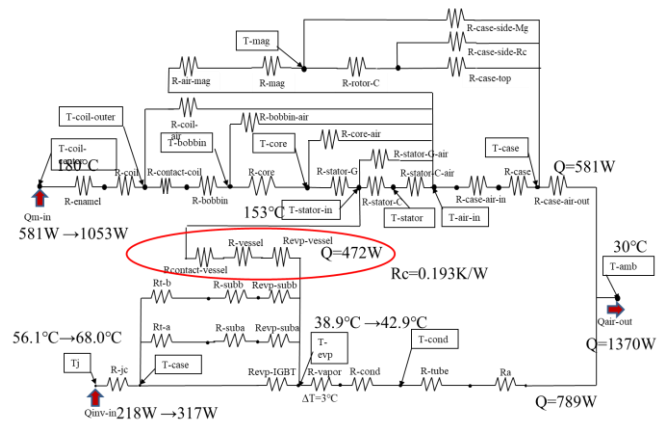 R-case-side-Mg
T-mag
R-case-side-Rc
R-air-mag
R-mag
R-rotor-C
R-case-top
T-coil-outer
R-coil-
air
R-bobbin-air
T-coil-
center
T-bobbin
T-core
R-core-air
T-case
180℃
R-stator-G-air
Q=581W
R-coil
R-contact-coil
R-core
R-stator-G
R-stator-C-air
R-enamel
R-bobbin
R-stator-C
R-case-air-in
R-case
R-case-air-out
Qm-in
153℃
T-stator-in
T-stator
T-air-in
581W →1053W
R-vessel
Revp-vessel
Q=472W
Rcontact-vessel
Rc=0.193K/W
30℃
T-amb
Rt-b
R-subb
Revp-subb
Qair-out
56.1℃→68.0℃
Rt-a
R-suba
Revp-suba
38.9℃ →42.9℃
Q=1370W
Tj
R-jc
T-case
T-
evp
T-cond
Revp-IGBT
R-vapor
R-cond
R-tube
Ra
Qinv-in
218W →317W
ΔT=3℃
Q=789W